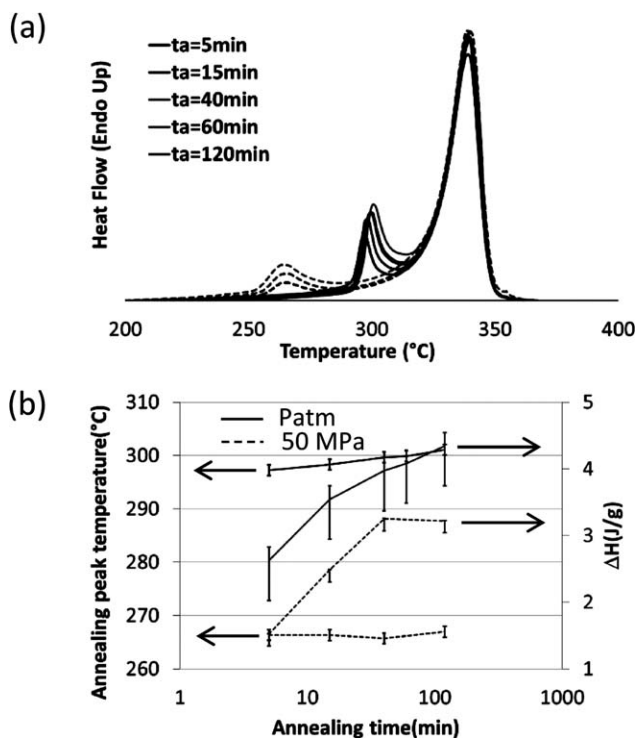 (a)
Heat Flow (Endo Up)
ta=5min
ta=15min
ta=40min
ta=60min
ta=120min
200 250 300 350 400
Temperature (°C)
(b)
Annealing peak temperature(°C)
310
300
290
280
270
260
Patm
50 MPa
5
4
3
2
1
ΔH(J/g)
1 10 100 1000
Annealing time(min)